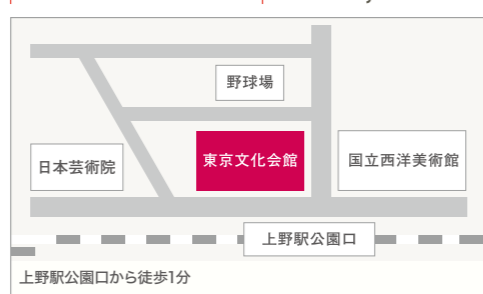 野球場
日本芸術院
東京文化会館
国立西洋美術館
上野駅公園口
上野駅公園口から徒歩1分